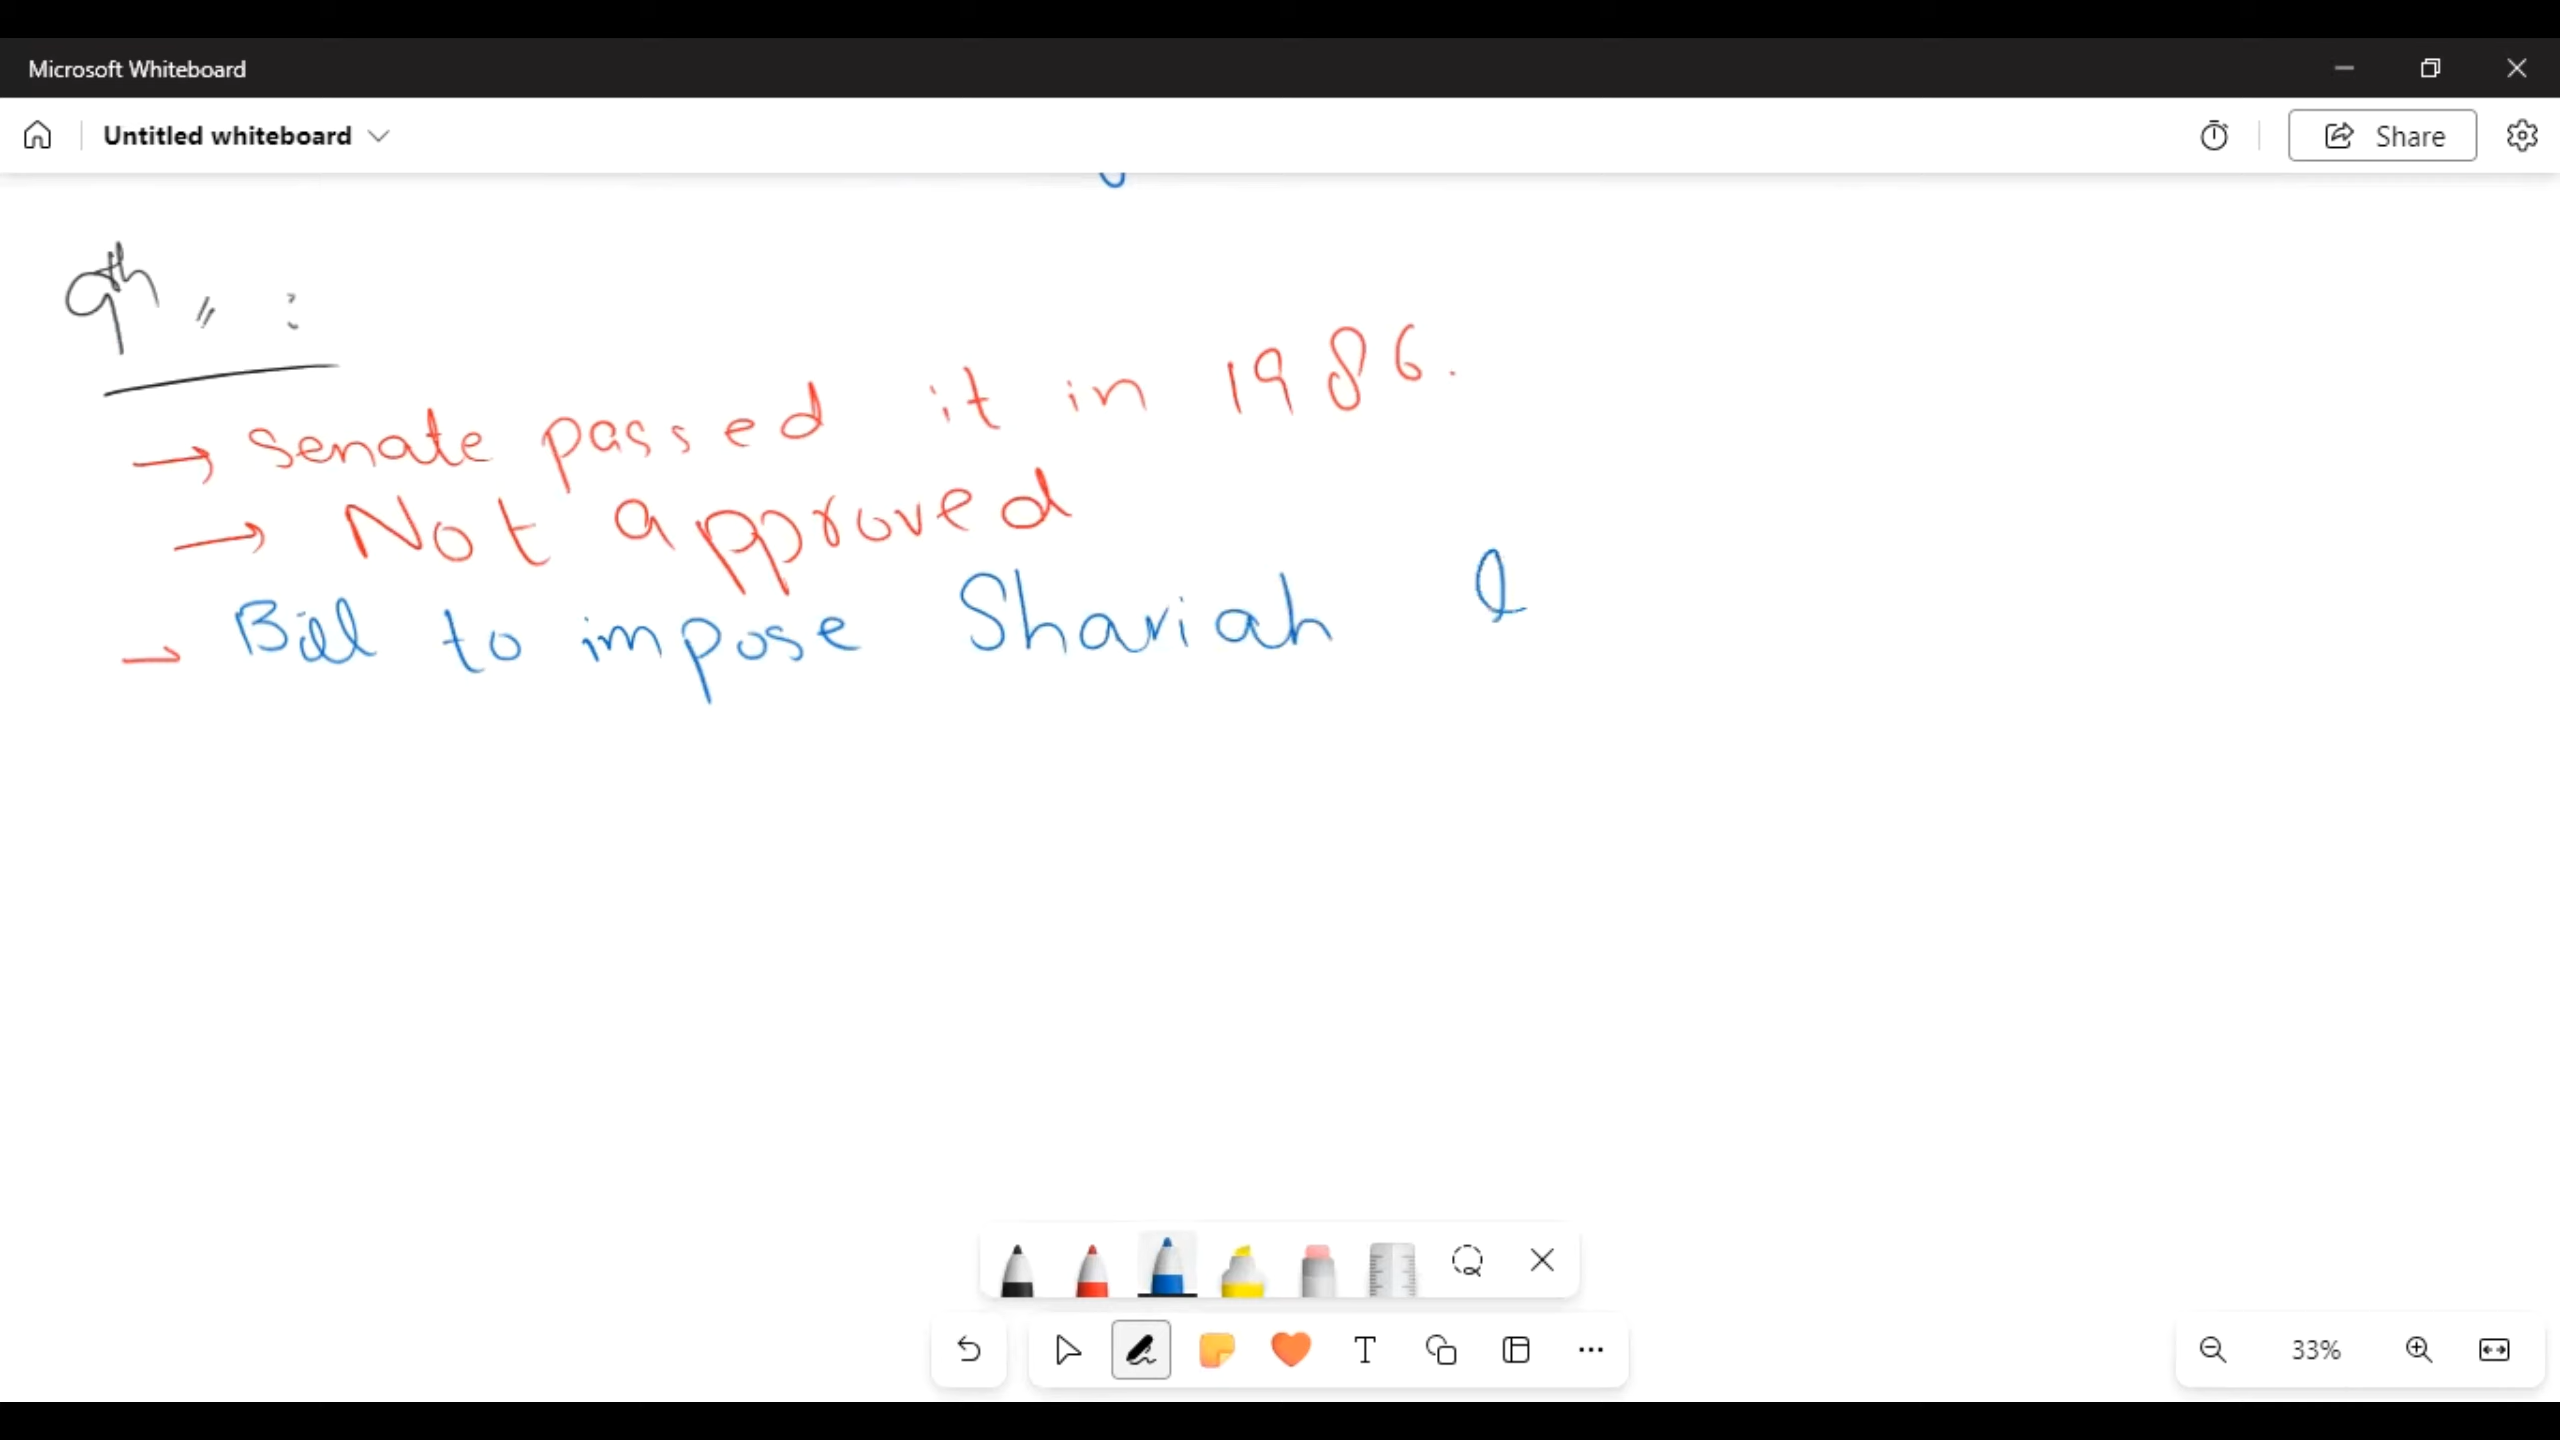 Microsoft Whiteboard
Untitled whiteboard
Share
9th " :
→ Senate passed it in 1986.
→ Not approved
→ Bill to impose Shariah l
T
33%